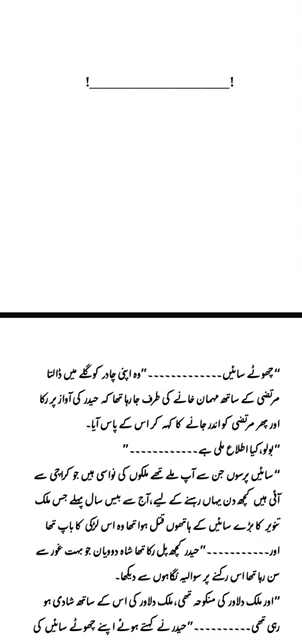 !____________________!
"چھوٹے سائیں-------------"وہ اپنی چادر کو گلے میں ڈالتا
مرتضی کے ساتھ مہمان خانے کی طرف جا رہا تھا کہ حیدر کی آواز پر رکا
اور پھر مرتضی کو اندر جانے کا کہہ کر اس کے پاس آیا۔
"بولو، کیا اطلاع ملی ہے------------"
"سائیں پرسوں جن سے آپ ملے تھے ملکوں کی نواسی ہیں جو کراچی سے
آئی ہیں کچھ دن یہاں رہنے کے لیے،آج سے بیس سال پہلے جس ملک
تنویر کا بڑے سائیں کے ہاتھوں قتل ہوا تھا وہ اس لڑکی کا باپ تھا
اور-----------"حیدر کچھ پل رکا تھا شاہ دویان جو بہت غور سے
سن رہا تھا اس رکنے پر سوالیہ نگاہوں سے دیکھا۔
"اور ملک دلاور کی منکوحہ تھی،ملک دلاور کی اس کے ساتھ شادی ہو
رہی تھی----------"حیدر نے کہتے ہوئے اپنے چھوٹے سائیں کی